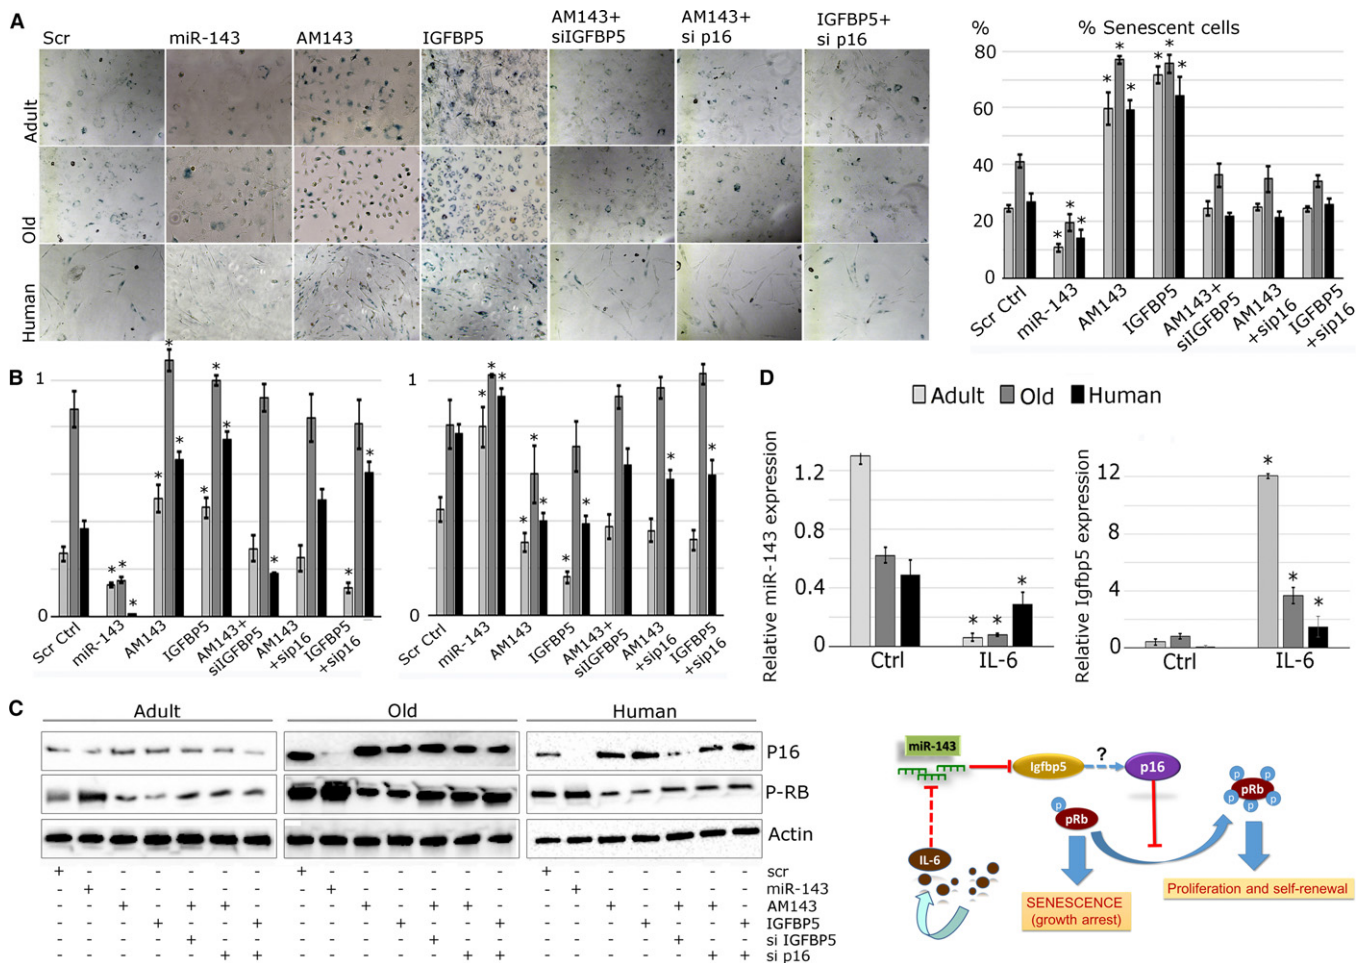 A
Scr
miR-143
AM143
IGFBP5
AM143+
siIGFBP5
AM143+
si p16
IGFBP5+
si p16
Adult
Old
Human
% Senescent cells
%
80
60
40
20
0
*
*
*
*
*
*
*
*
*
Scr Ctrl
miR-143
AM143
IGFBP5
AM143+
siIGFBP5
AM143
+sip16
IGFBP5
+sip16
B
1
0
*
*
*
*
*
*
*
*
*
*
*
Scr Ctrl
miR-143
AM143
IGFBP5
AM143+
siIGFBP5
AM143
+sip16
IGFBP5
+sip16
1
0
*
*
*
*
*
*
*
*
*
*
Scr Ctrl
miR-143
AM143
IGFBP5
AM143+
siIGFBP5
AM143
+sip16
IGFBP5
+sip16
D
Adult
Old
Human
Relative miR-143 expression
1.2
0.8
0.4
0
* * *
Ctrl
IL-6
Relative Igfbp5 expression
12
8
4
0
* * *
Ctrl
IL-6
C
Adult
Old
Human
P16
P-RB
Actin
+ - - - - - - + - - - - - - + - - - - - - scr
- + - - - - - - + - - - - - - + - - - - - miR-143
- - + - + + - - - + - + + - - - + - + + - AM143
- - - + - - + - - - + - - + - - - + - - + IGFBP5
- - - - + - - - - - - + - - - - - - + - - si IGFBP5
- - - - - + + - - - - - + + - - - - - + + si p16
miR-143
Igfbp5
?
p16
p
pRb
p p p p p
pRb
IL-6
SENESCENCE
(growth arrest)
Proliferation and self-renewal